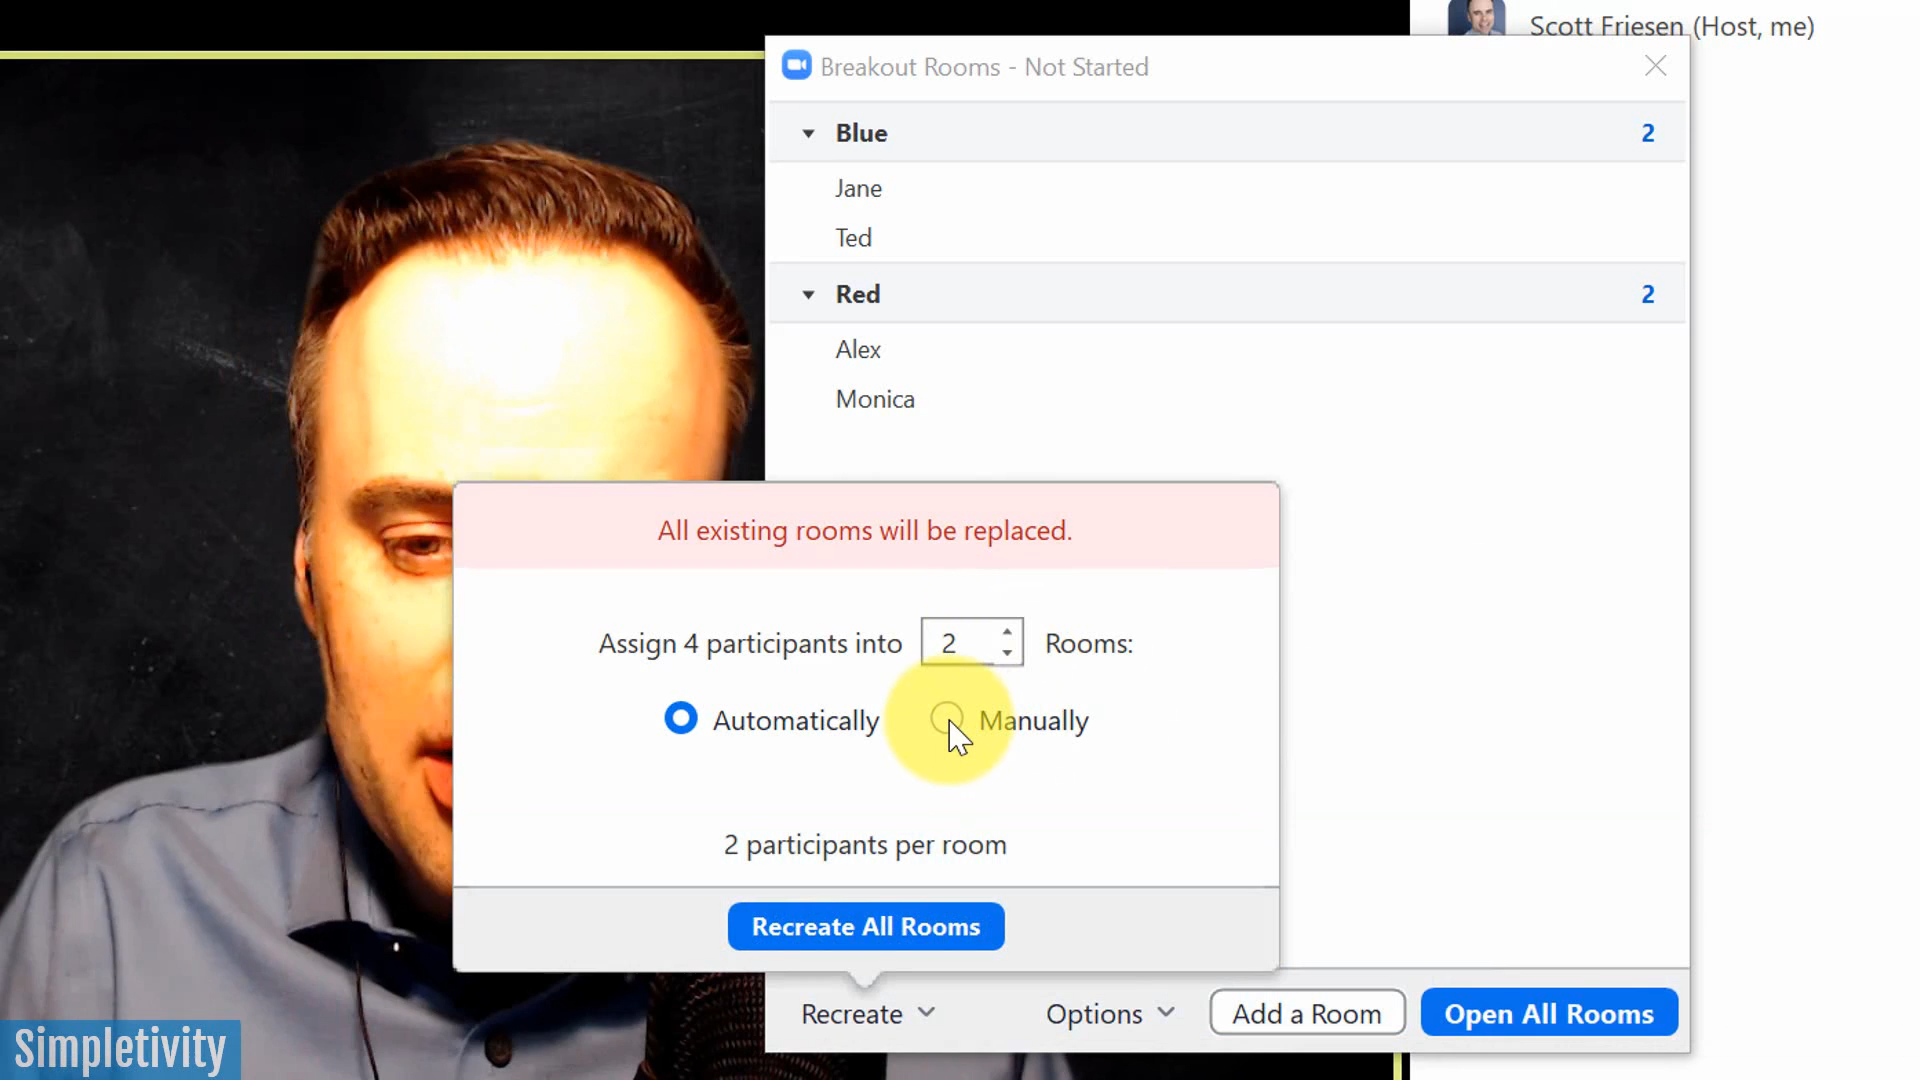 Scott Friesen (Host, me)
Breakout Rooms - Not Started
Blue 2
Jane
Ted
Red 2
Alex
Monica
All existing rooms will be replaced.
Assign 4 participants into 2 Rooms:
Automatically Manually
2 participants per room
Recreate All Rooms
Recreate Options Add a Room Open All Rooms
Simpletivity